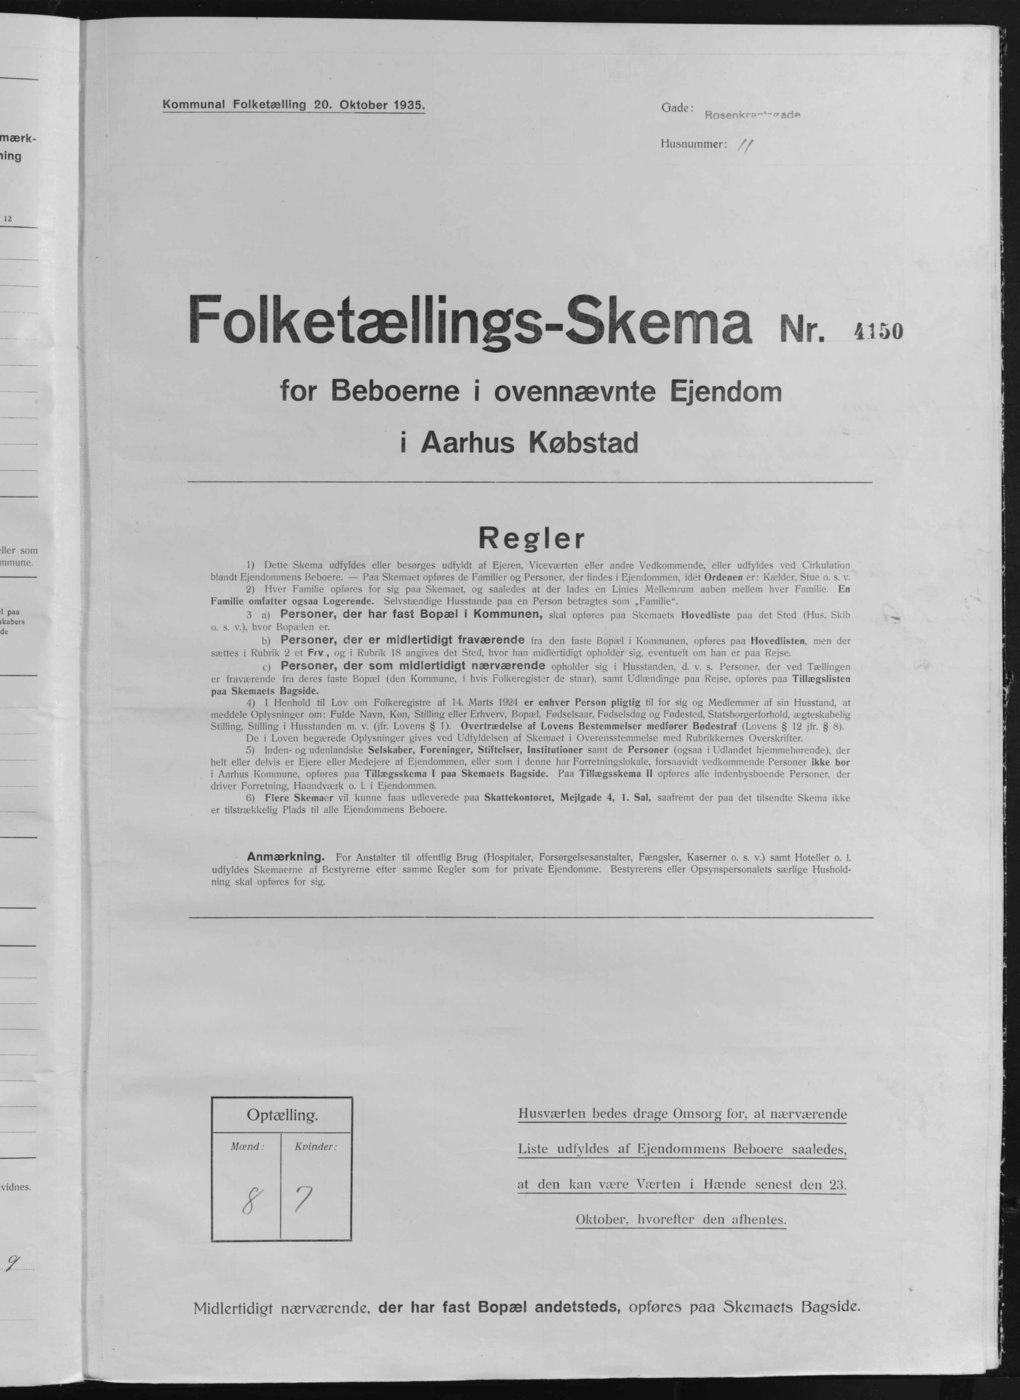 mærk-
ning
12
eller som
mmune.
l paa
skabers
de
vidnes.
9
Kommunal Folketælling 20. Oktober 1935.
Gade: Rosenkrantzgade
Husnummer: 11
Folketællings-Skema Nr. 4150
for Beboerne i ovennævnte Ejendom
i Aarhus Købstad
Regler
1) Dette Skema udfyldes eller besørges udfyldt af Ejeren, Viceværten eller andre Vedkommende, eller udfyldes ved Cirkulation
blandt Ejendommens Beboere. — Paa Skemaet opføres de Familier og Personer, der findes i Ejendommen, idet Ordenen er: Kælder, Stue o. s. v.
2) Hver Familie opføres for sig paa Skemaet, og saaledes at der lades en Linies Mellemrum aaben mellem hver Familie. En
Familie omfatter ogsaa Logerende. Selvstændige Husstande paa en Person betragtes som „Familie“.
3 a) Personer, der har fast Bopæl i Kommunen, skal opføres paa Skemaets Hovedliste paa det Sted (Hus, Skib
o. s. v.), hvor Bopælen er.
b) Personer, der er midlertidigt fraværende fra den faste Bopæl i Kommunen, opføres paa Hovedlisten, men der
sættes i Rubrik 2 et Frv., og i Rubrik 18 angives det Sted, hvor han midlertidigt opholder sig, eventuelt om han er paa Rejse.
c) Personer, der som midlertidigt nærværende opholder sig i Husstanden, d. v. s. Personer, der ved Tællingen
er fraværende fra deres faste Bopæl (den Kommune, i hvis Folkeregister de staar), samt Udlændinge paa Rejse, opføres paa Tillægslisten
paa Skemaets Bagside.
4) I Henhold til Lov om Folkeregistre af 14. Marts 1924 er enhver Person pligtig til for sig og Medlemmer af sin Husstand, at
meddele Oplysninger om: Fulde Navn, Køn, Stilling eller Erhverv, Bopæl, Fødselsaar, Fødselsdag og Fødested, Statsborgerforhold, ægteskabelig
Stilling, Stilling i Husstanden m. v. (jfr. Lovens § 1). Overtrædelse af Lovens Bestemmelser medfører Bødestraf (Lovens § 12 jfr. § 8).
De i Loven begærede Oplysninger gives ved Udfyldelsen af Skemaet i Overensstemmelse med Rubrikkernes Overskrifter.
5) Inden- og udenlandske Selskaber, Foreninger, Stiftelser, Institutioner samt de Personer (ogsaa i Udlandet hjemmehørende), der
helt eller delvis er Ejere eller Medejere af Ejendommen, eller som i denne har Forretningslokale, forsaavidt vedkommende Personer ikke bor
i Aarhus Kommune, opføres paa Tillægsskema I paa Skemaets Bagside. Paa Tillægsskema II opføres alle indenbysboende Personer, der
driver Forretning, Haandværk o. l. i Ejendommen.
6) Flere Skemaer vil kunne faas udleverede paa Skattekontoret, Mejlgade 4, 1. Sal, saafremt der paa det tilsendte Skema ikke
er tilstrækkelig Plads til alle Ejendommens Beboere.
Anmærkning. For Anstalter til offentlig Brug (Hospitaler, Forsørgelsesanstalter, Fængsler, Kaserner o. s. v.) samt Hoteller o. l.
udfyldes Skemaerne af Bestyrerne efter samme Regler som for private Ejendomme. Bestyrerens eller Opsynspersonalets særlige Hushold-
ning skal opføres for sig.
Optælling.
Mænd: Kvinder:
8 7
Husværten bedes drage Omsorg for, at nærværende
Liste udfyldes af Ejendommens Beboere saaledes,
at den kan være Værten i Hænde senest den 23.
Oktober, hvorefter den afhentes.
Midlertidigt nærværende, der har fast Bopæl andetsteds, opføres paa Skemaets Bagside.